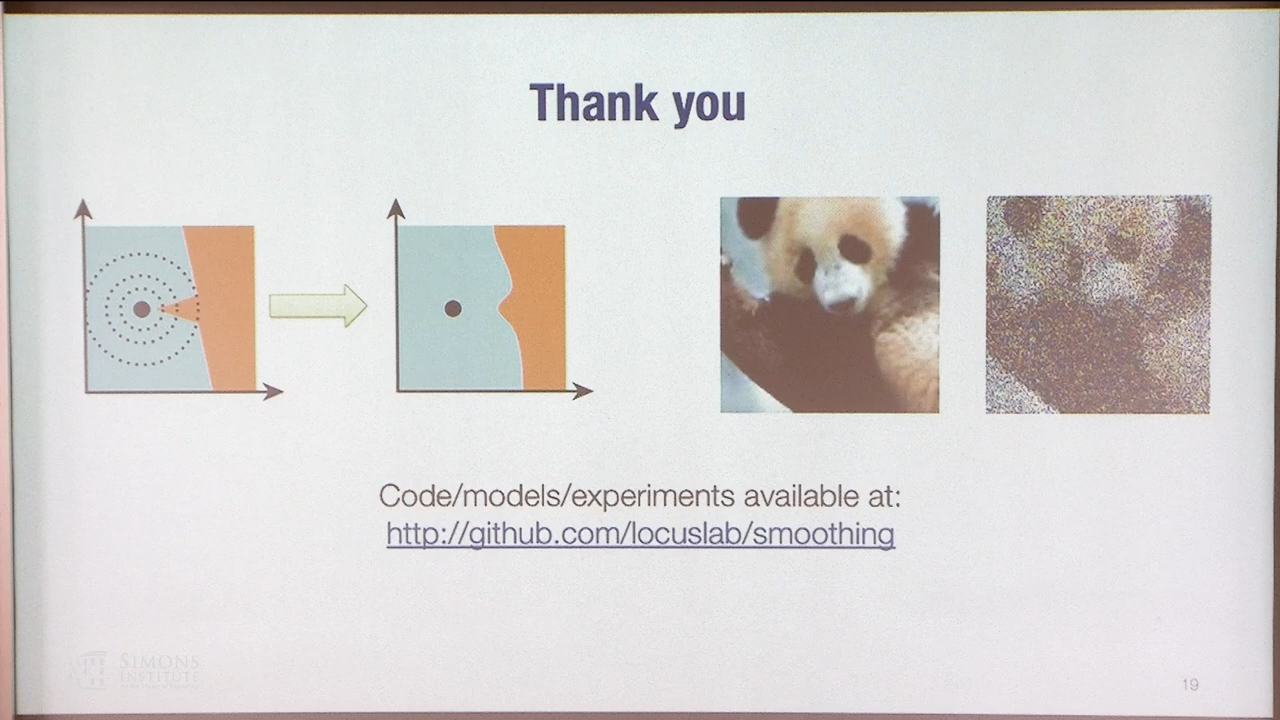 Thank you
Code/models/experiments available at:
http://github.com/locuslab/smoothing
SIMONS
INSTITUTE
19